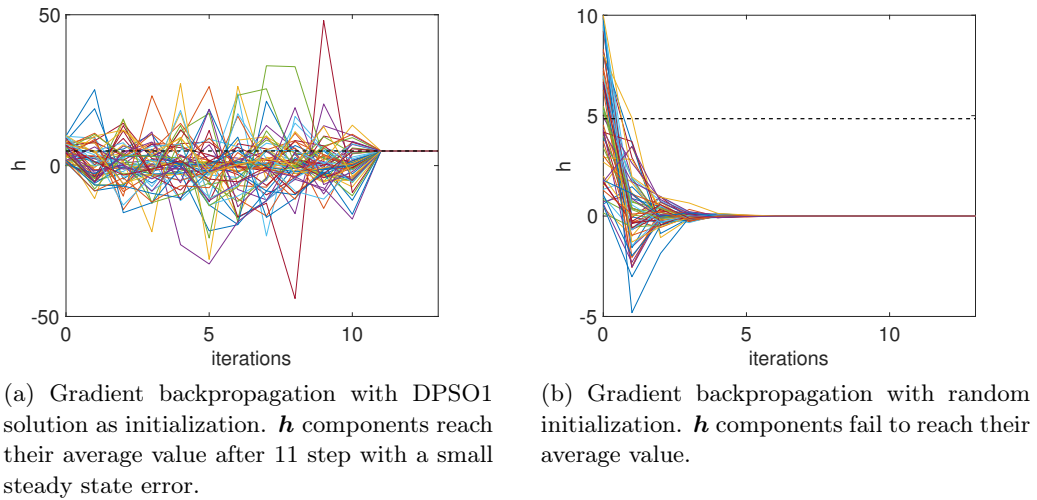 50
0
-50
h
0
5
10
iterations
10
5
0
-5
h
0
5
10
iterations
(a) Gradient backpropagation with DPSO1
solution as initialization. h components reach
their average value after 11 step with a small
steady state error.
(b) Gradient backpropagation with random
initialization. h components fail to reach their
average value.